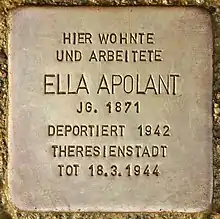 HIER WOHNTE
UND ARBEITETE
ELLA APOLANT
JG. 1871
DEPORTIERT 1942
THERESIENSTADT
TOT 18.3.1944